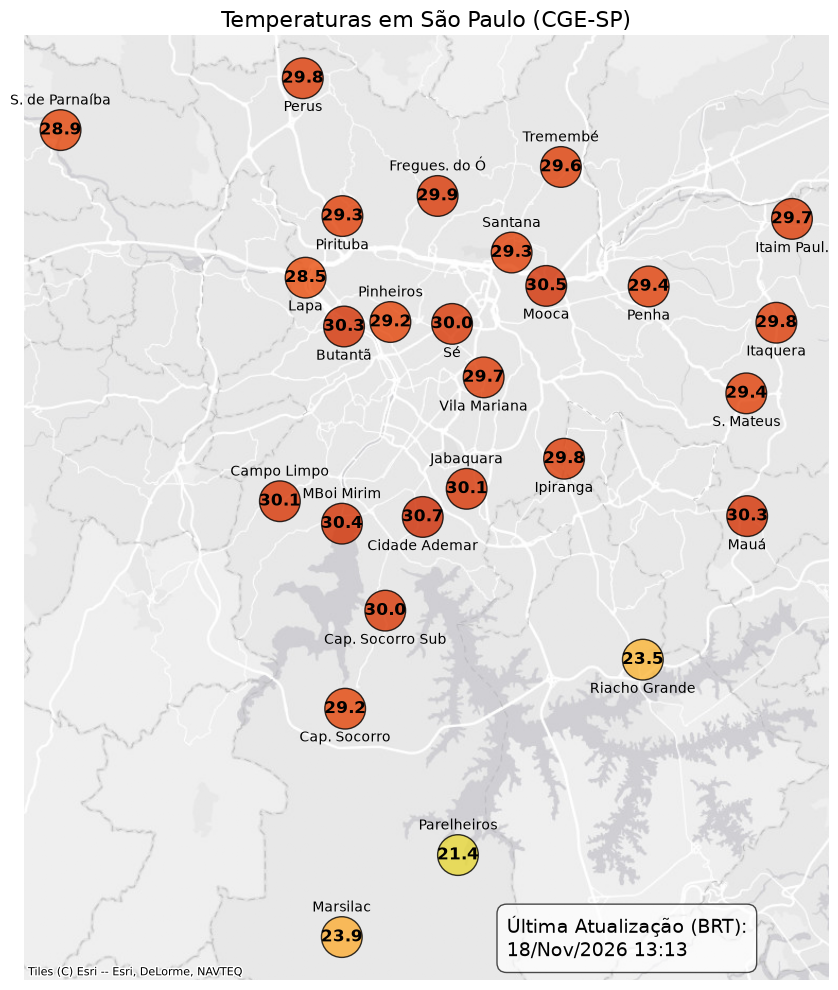 Temperaturas em São Paulo (CGE-SP)
29.8
Perus
S. de Parnaíba
28.9
Tremembé
29.6
Fregues. do Ó
29.9
29.3
Pirituba
Santana
29.3
29.7
Itaim Paul.
28.5
Lapa
30.5
Mooca
29.4
Penha
Pinheiros
29.2
30.3
Butantã
30.0
Sé
29.8
Itaquera
29.7
Vila Mariana
29.4
S. Mateus
Jabaquara
30.1
29.8
Ipiranga
Campo Limpo
30.1
MBoi Mirim
30.4
30.7
Cidade Ademar
30.3
Mauá
30.0
Cap. Socorro Sub
23.5
Riacho Grande
29.2
Cap. Socorro
Parelheiros
21.4
Marsilac
23.9
Última Atualização (BRT):
18/Nov/2026 13:13
Tiles (C) Esri -- Esri, DeLorme, NAVTEQ